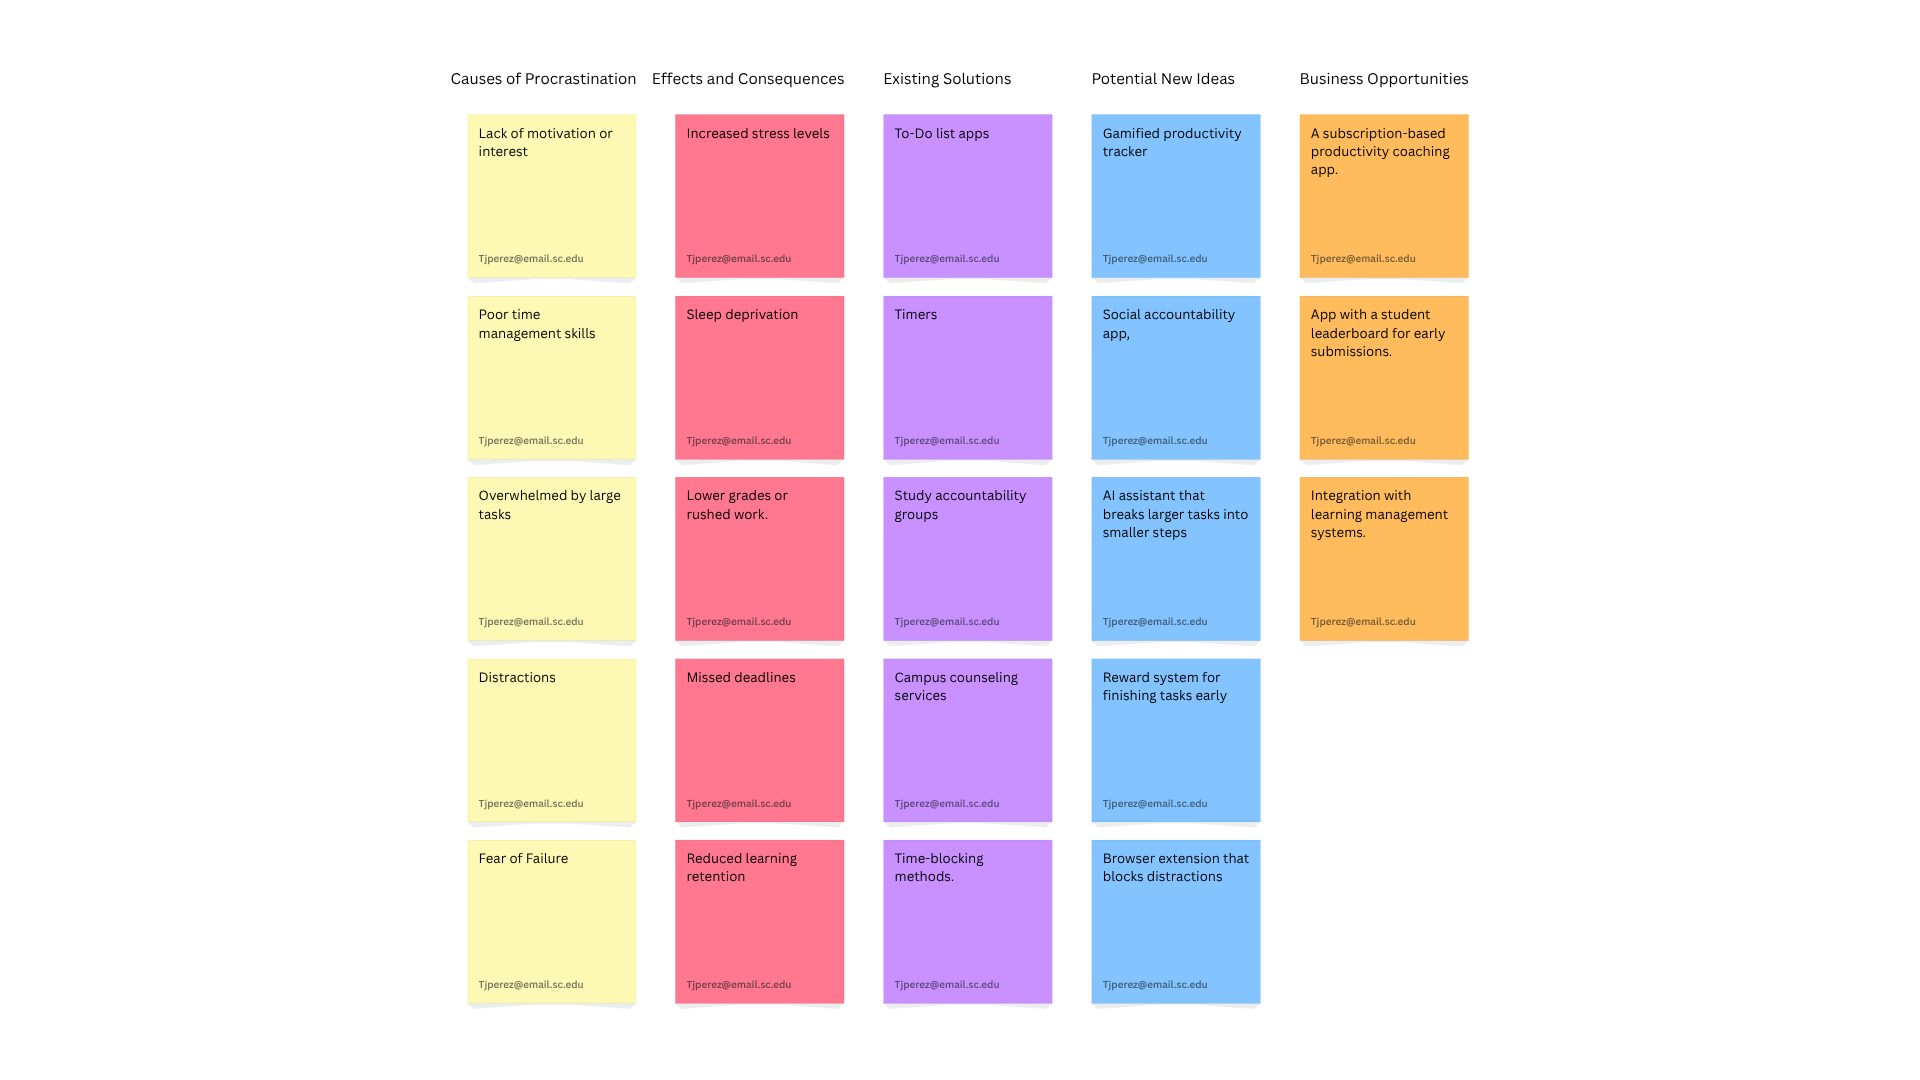 Causes of Procrastination
Lack of motivation or
interest
Tjperez@email.sc.edu
Poor time
management skills
Tjperez@email.sc.edu
Overwhelmed by large
tasks
Tjperez@email.sc.edu
Distractions
Tjperez@email.sc.edu
Fear of Failure
Tjperez@email.sc.edu
Effects and Consequences
Increased stress levels
Tjperez@email.sc.edu
Sleep deprivation
Tjperez@email.sc.edu
Lower grades or
rushed work.
Tjperez@email.sc.edu
Missed deadlines
Tjperez@email.sc.edu
Reduced learning
retention
Tjperez@email.sc.edu
Existing Solutions
To-Do list apps
Tjperez@email.sc.edu
Timers
Tjperez@email.sc.edu
Study accountability
groups
Tjperez@email.sc.edu
Campus counseling
services
Tjperez@email.sc.edu
Time-blocking
methods.
Tjperez@email.sc.edu
Potential New Ideas
Gamified productivity
tracker
Tjperez@email.sc.edu
Social accountability
app,
Tjperez@email.sc.edu
AI assistant that
breaks larger tasks into
smaller steps
Tjperez@email.sc.edu
Reward system for
finishing tasks early
Tjperez@email.sc.edu
Browser extension that
blocks distractions
Tjperez@email.sc.edu
Business Opportunities
A subscription-based
productivity coaching
app.
Tjperez@email.sc.edu
App with a student
leaderboard for early
submissions.
Tjperez@email.sc.edu
Integration with
learning management
systems.
Tjperez@email.sc.edu